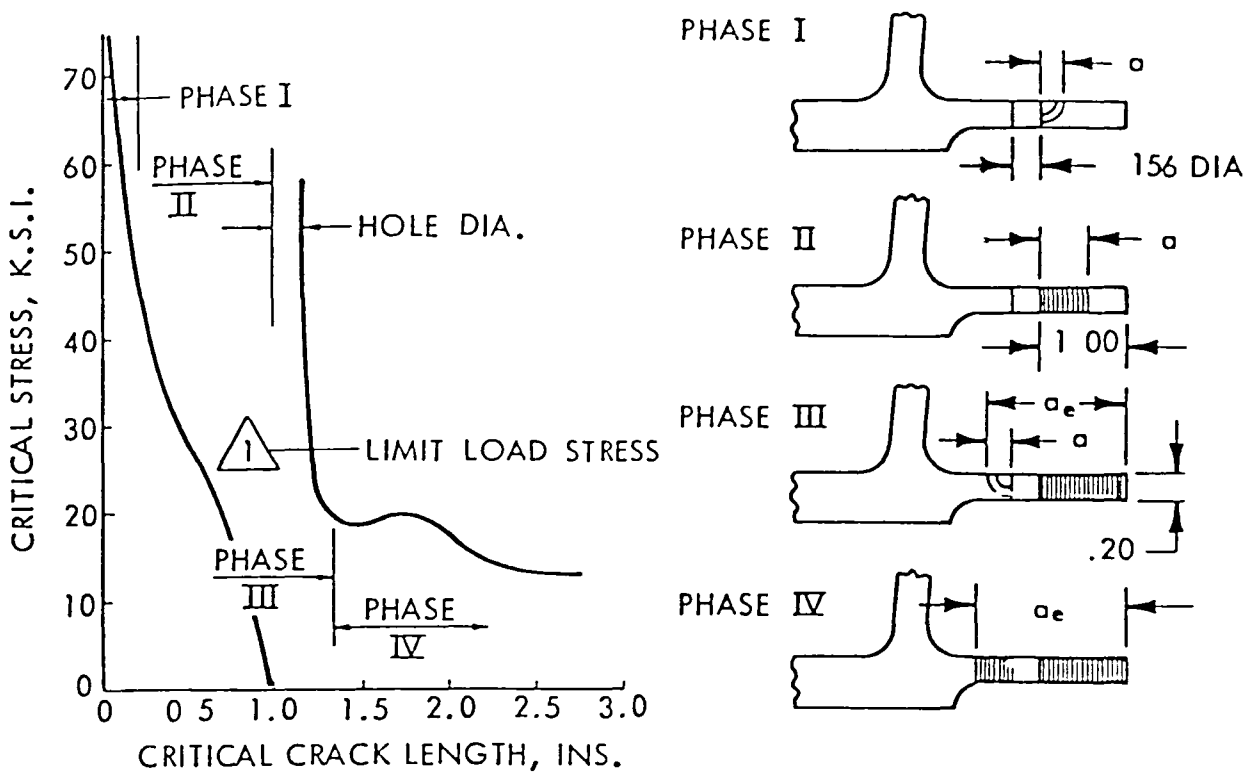 CRITICAL STRESS, K.S.I.
70
60
50
40
30
20
10
0
PHASE I
PHASE
II
HOLE DIA.
1
LIMIT LOAD STRESS
PHASE
III
PHASE
IV
0
0 5
1.0
1.5
2.0
2.5
3.0
CRITICAL CRACK LENGTH, INS.
PHASE I
a
156 DIA
PHASE II
a
1 00
PHASE III
ae
a
.20
PHASE IV
ae